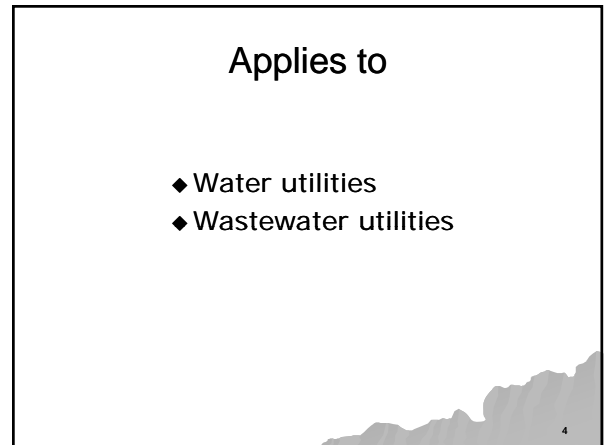 Applies to
◆ Water utilities
◆ Wastewater utilities
4